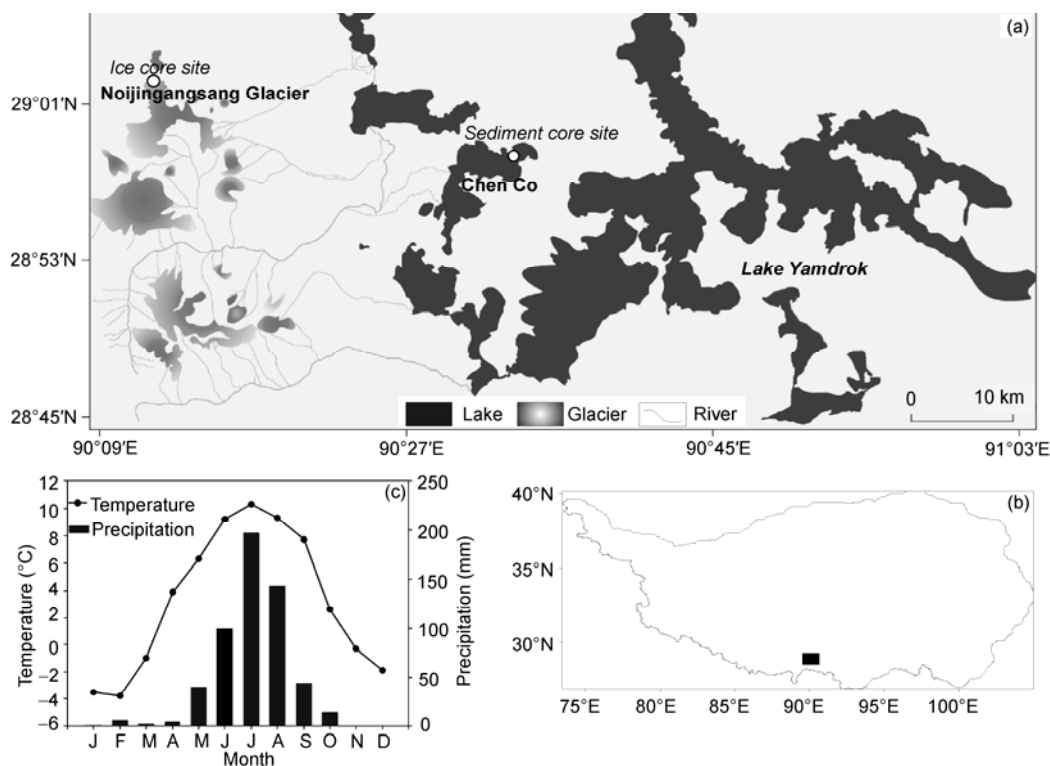 (a)
Ice core site
Noijingangsang Glacier
29°01′N
Sediment core site
Chen Co
28°53′N
Lake Yamdrok
28°45′N
Lake Glacier River
0 10 km
90°09′E 90°27′E 90°45′E 91°03′E
(c)
Temperature
Precipitation
Temperature (°C)
12
10
8
6
4
2
0
−2
−4
−6
Precipitation (mm)
250
200
150
100
50
0
J F M A M J J A S O N D
Month
(b)
40°N
35°N
30°N
75°E 80°E 85°E 90°E 95°E 100°E